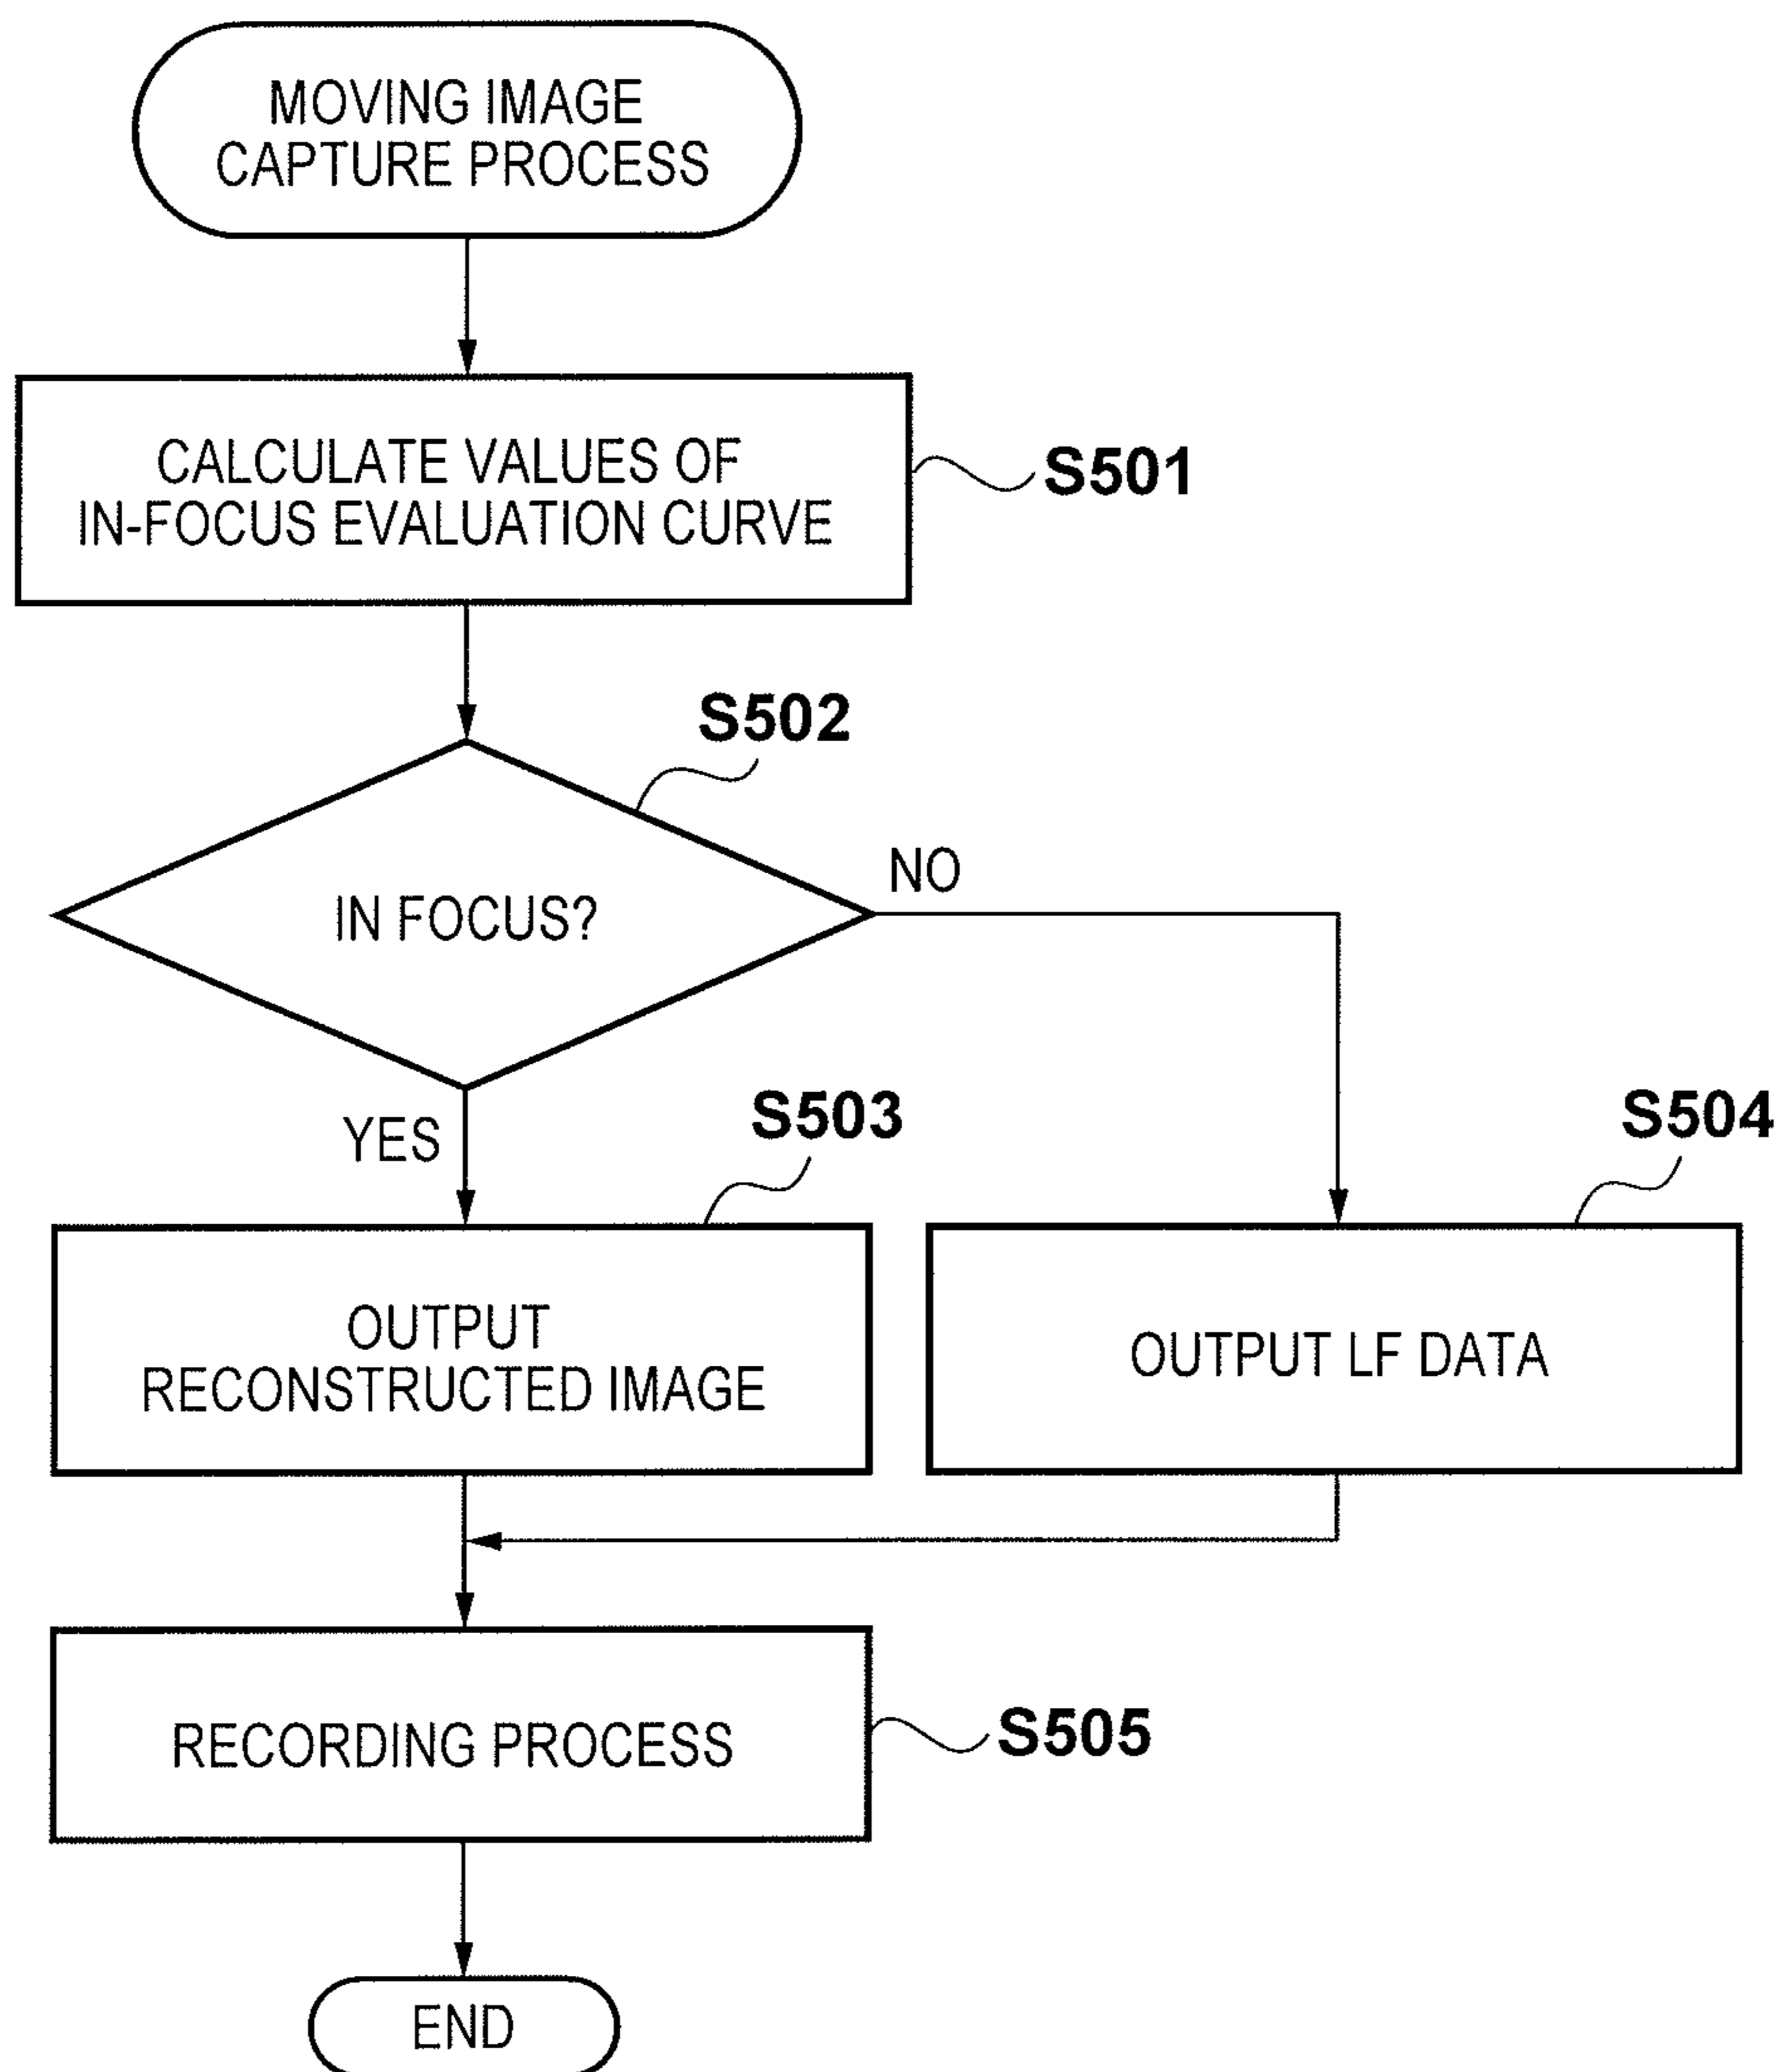 MOVING IMAGE
CAPTURE PROCESS
CALCULATE VALUES OF
IN-FOCUS EVALUATION CURVE
S501
S502
IN FOCUS?
NO
YES
S503
S504
OUTPUT
RECONSTRUCTED IMAGE
OUTPUT LF DATA
RECORDING PROCESS
S505
END